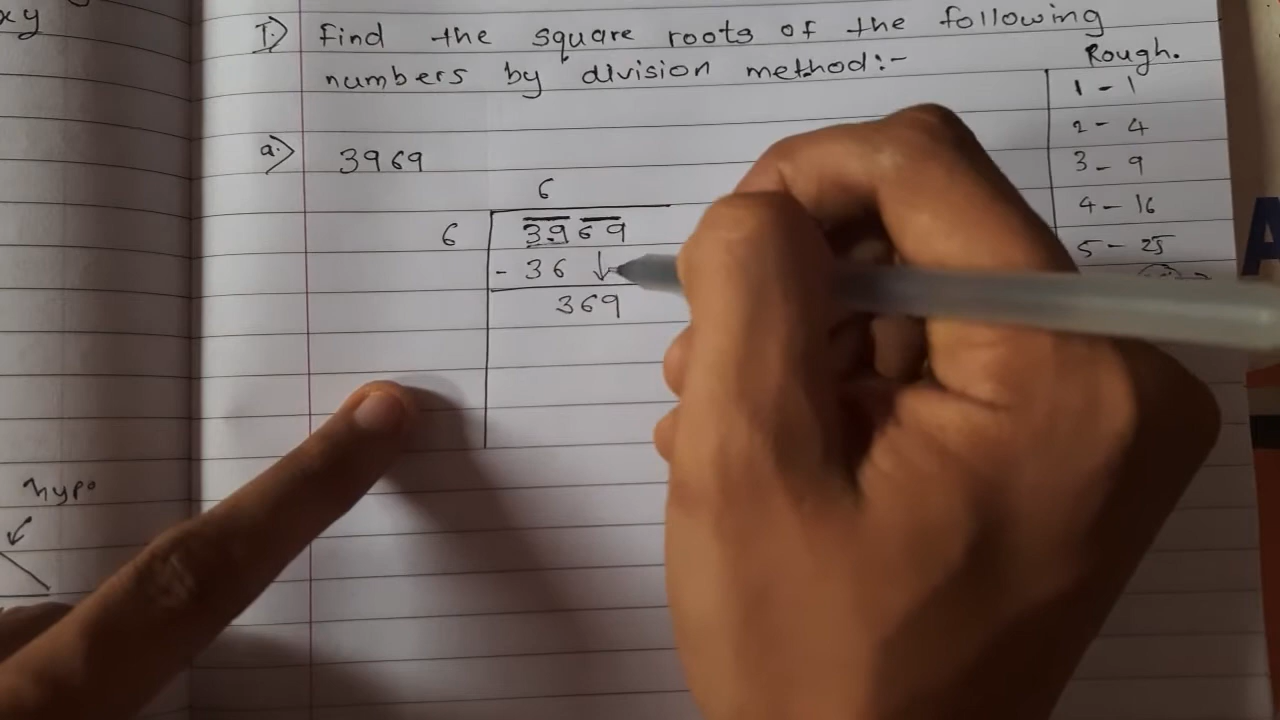 xy
I.) Find the square roots of the following
numbers by division method:-
Rough.
1 - 1
2 - 4
3 - 9
4 - 16
5 - 25
a.) 3969
6
6 3969
- 36 ↓
369
hypo
A